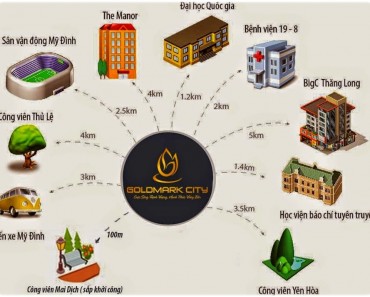 Đại học Quốc gia
The Manor
Bệnh viện 19 - 8
Sân vận động Mỹ Đình
BigC Thăng Long
Công viên Thủ Lệ
4km
1.2km
2km
2.5km
5km
4km
1.4km
3km
GOLDMARK CITY
3.5km
Học viện báo chí tuyên truyề
ến xe Mỹ Đình
100m
Công viên Mai Dịch ( sắp khởi công)
Công viên Yên Hòa